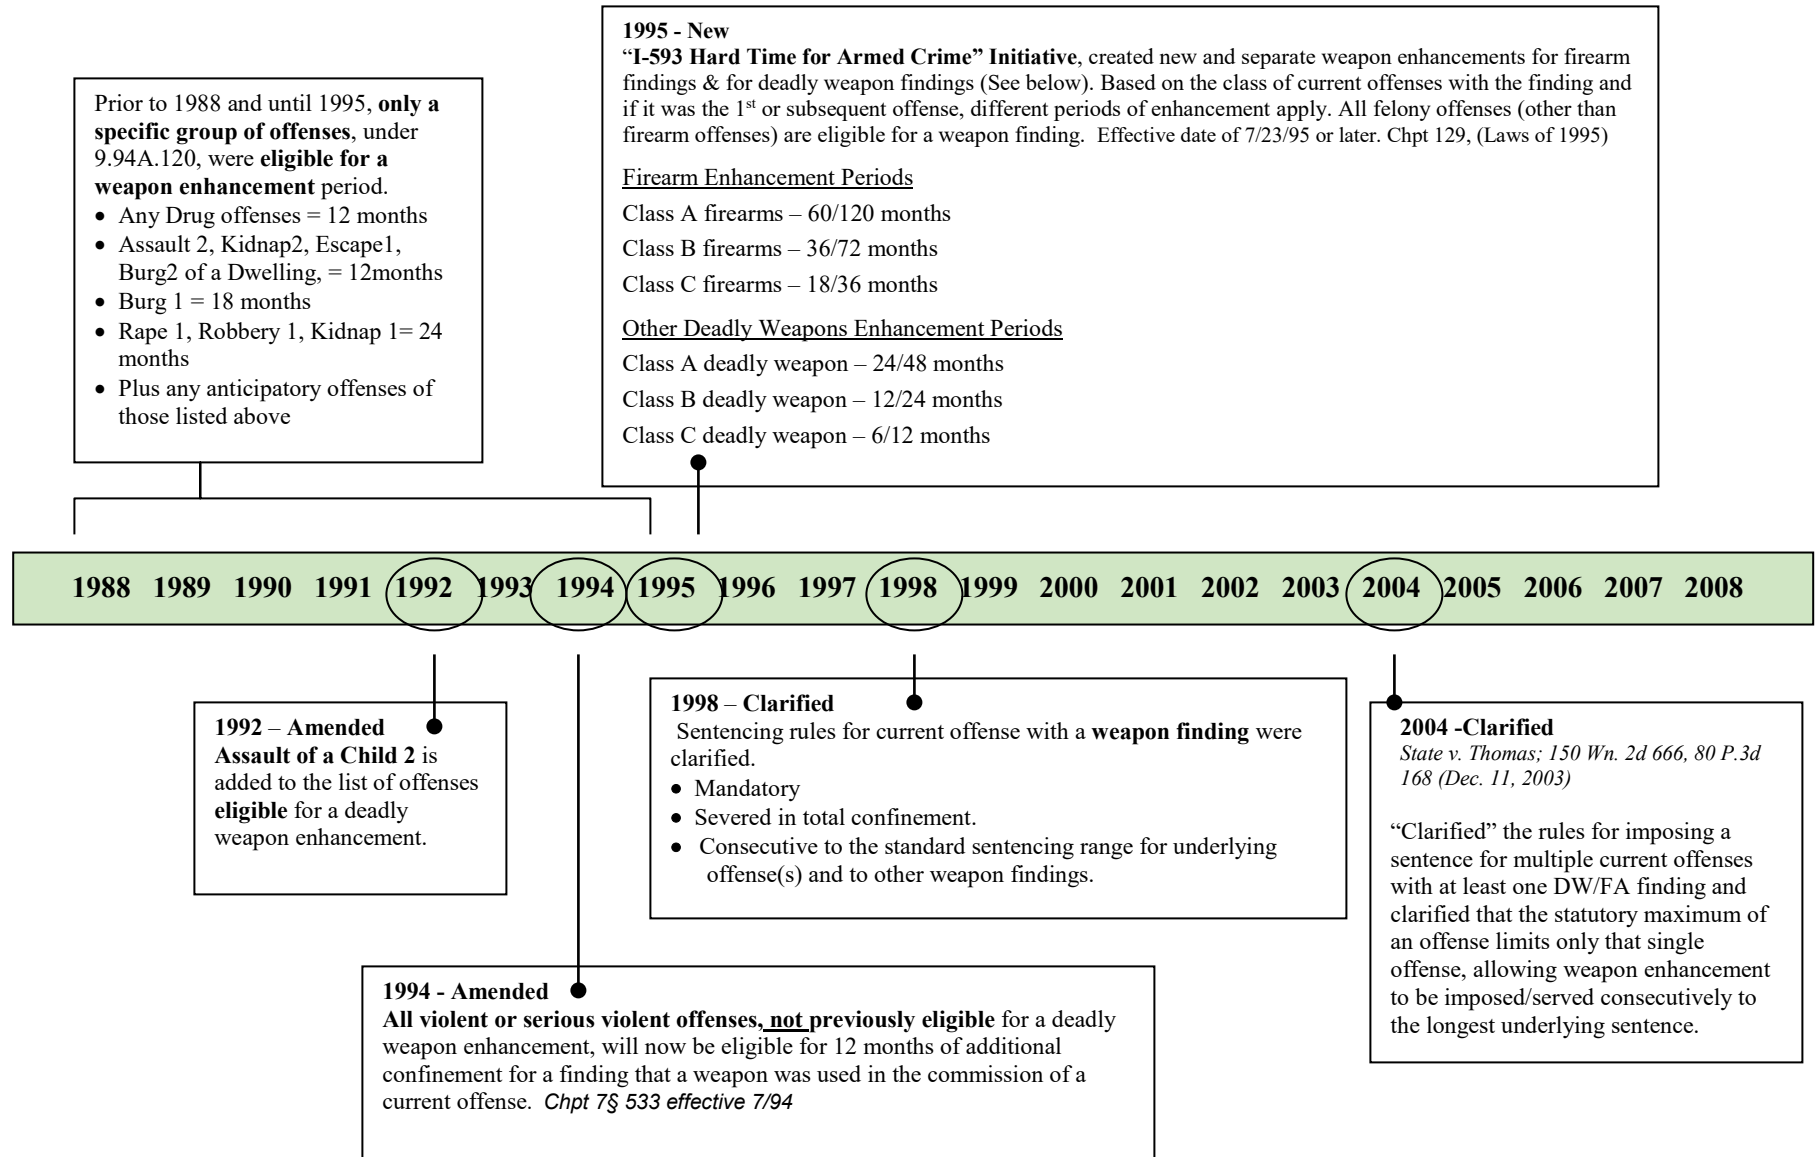 1995 - New
“I-593 Hard Time for Armed Crime” Initiative, created new and separate weapon enhancements for firearm
findings & for deadly weapon findings (See below). Based on the class of current offenses with the finding and
if it was the 1st or subsequent offense, different periods of enhancement apply. All felony offenses (other than
firearm offenses) are eligible for a weapon finding.  Effective date of 7/23/95 or later. Chpt 129, (Laws of 1995)
Firearm Enhancement Periods
Class A firearms – 60/120 months
Class B firearms – 36/72 months
Class C firearms – 18/36 months
Other Deadly Weapons Enhancement Periods
Class A deadly weapon – 24/48 months
Class B deadly weapon – 12/24 months
Class C deadly weapon – 6/12 months
Prior to 1988 and until 1995, only a
specific group of offenses, under
9.94A.120, were eligible for a
weapon enhancement period.
• Any Drug offenses = 12 months
• Assault 2, Kidnap2, Escape1,
Burg2 of a Dwelling, = 12months
• Burg 1 = 18 months
• Rape 1, Robbery 1, Kidnap 1= 24
months
• Plus any anticipatory offenses of
those listed above
1988 1989 1990 1991 1992 1993 1994 1995 1996 1997 1998 1999 2000 2001 2002 2003 2004 2005 2006 2007 2008
1992 – Amended
Assault of a Child 2 is
added to the list of offenses
eligible for a deadly
weapon enhancement.
1998 – Clarified
Sentencing rules for current offense with a weapon finding were
clarified.
• Mandatory
• Severed in total confinement.
• Consecutive to the standard sentencing range for underlying
offense(s) and to other weapon findings.
2004 -Clarified
State v. Thomas; 150 Wn. 2d 666, 80 P.3d
168 (Dec. 11, 2003)
“Clarified” the rules for imposing a
sentence for multiple current offenses
with at least one DW/FA finding and
clarified that the statutory maximum of
an offense limits only that single
offense, allowing weapon enhancement
to be imposed/served consecutively to
the longest underlying sentence.
1994 - Amended
All violent or serious violent offenses, not previously eligible for a deadly
weapon enhancement, will now be eligible for 12 months of additional
confinement for a finding that a weapon was used in the commission of a
current offense.  Chpt 7§ 533 effective 7/94